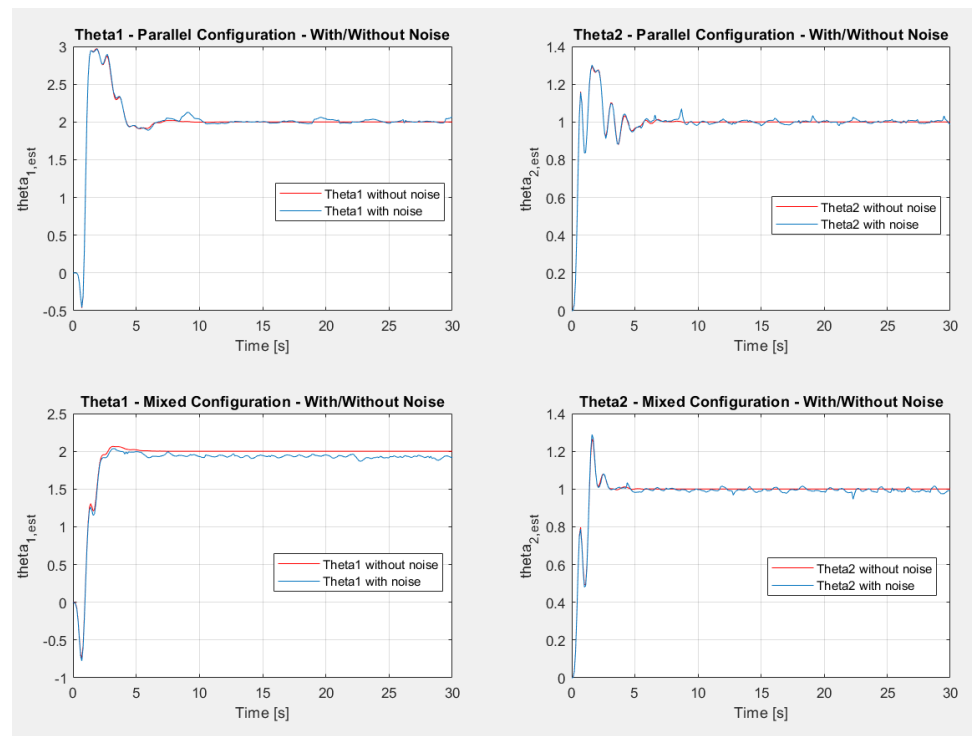 Theta1 - Parallel Configuration - With/Without Noise
3
2.5
2
1.5
1
0.5
0
-0.5
theta1,est
Theta1 without noise
Theta1 with noise
0 5 10 15 20 25 30
Time [s]
Theta2 - Parallel Configuration - With/Without Noise
1.4
1.2
1
0.8
0.6
0.4
0.2
0
theta2,est
Theta2 without noise
Theta2 with noise
0 5 10 15 20 25 30
Time [s]
Theta1 - Mixed Configuration - With/Without Noise
2.5
2
1.5
1
0.5
0
-0.5
-1
theta1,est
Theta1 without noise
Theta1 with noise
0 5 10 15 20 25 30
Time [s]
Theta2 - Mixed Configuration - With/Without Noise
1.4
1.2
1
0.8
0.6
0.4
0.2
0
theta2,est
Theta2 without noise
Theta2 with noise
0 5 10 15 20 25 30
Time [s]